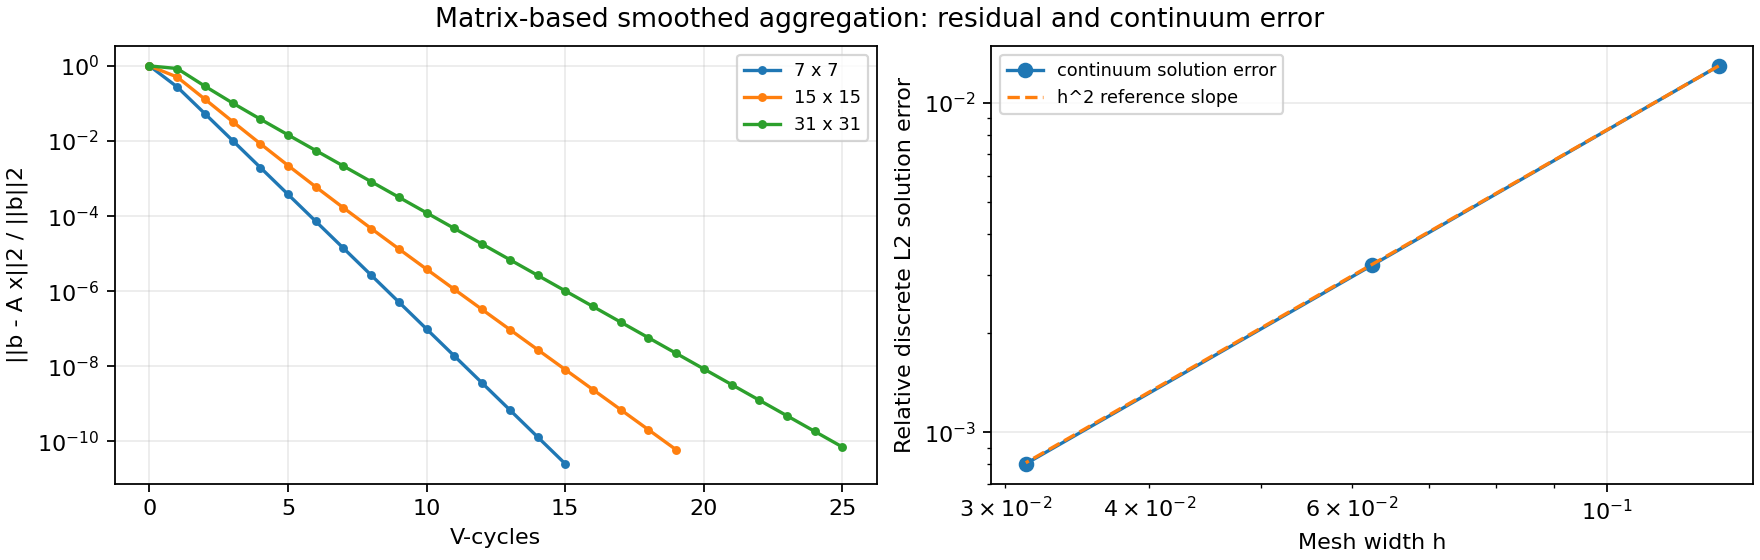 Matrix-based smoothed aggregation: residual and continuum error
||b - A x||2 / ||b||2
10⁰
10⁻²
10⁻⁴
10⁻⁶
10⁻⁸
10⁻¹⁰
7 x 7
15 x 15
31 x 31
0 5 10 15 20 25
V-cycles
Relative discrete L2 solution error
10⁻²
10⁻³
continuum solution error
h^2 reference slope
3 × 10⁻² 4 × 10⁻² 6 × 10⁻² 10⁻¹
Mesh width h